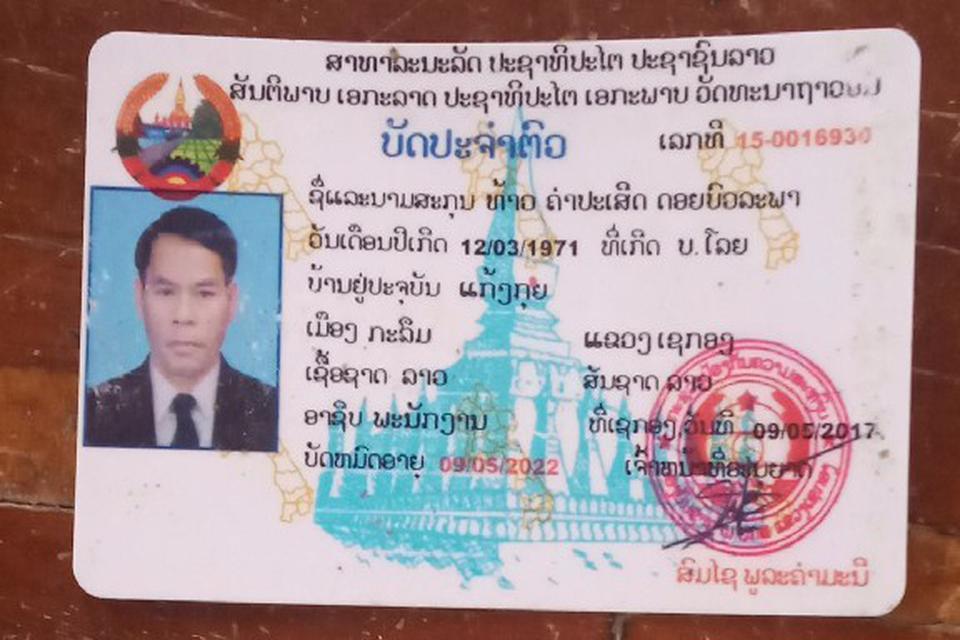 ສາທາລະນະລັດ ປະຊາທິປະໄຕ ປະຊາຊົນລາວ
ສັນຕິພາບ ເອກະລາດ ປະຊາທິປະໄຕ ເອກະພາບ ວັດທະນາຖາວອນ
ບັດປະຈຳຕົວ ເລກທີ 15-0016930
ຊື່ແລະນາມສະກຸນ ທ້າວ ຄຳປະເສີດ ດອຍບົວລະພາ
ວັນເດືອນປີເກີດ 12/03/1971 ທີ່ເກີດ ບ.ໂລຍ
ບ້ານຢູ່ປະຈຸບັນ ແກ້ງກຸຍ
ເມືອງ ກະລຶມ ແຂວງ ເຊກອງ
ເຊື້ອຊາດ ລາວ ສັນຊາດ ລາວ
ອາຊີບ ພະນັກງານ ທີ່ເຊກອງ,ວັນທີ 09/05/2017
ບັດໝົດອາຍຸ 09/05/2022 ເຈົ້າຫນ້າທີ່ອະນຸຍາດ
ສົມໄຊ ພູລະຄຳມະນີ